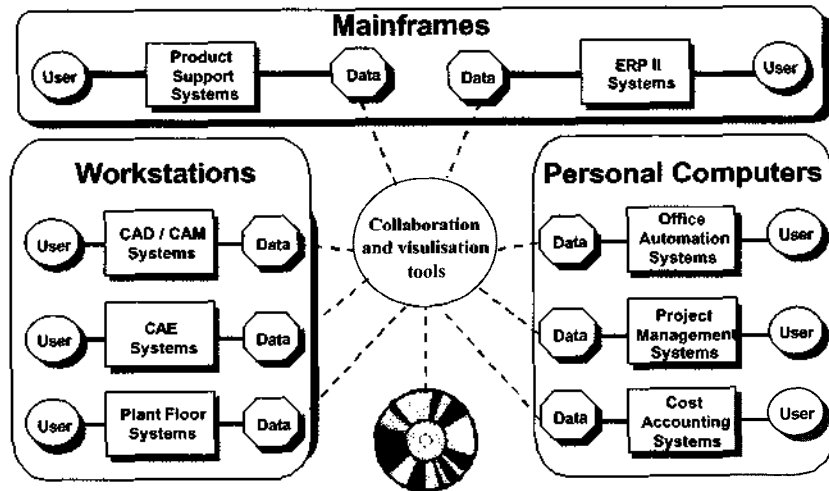 Mainframes
User
Product
Support
Systems
Data
Data
ERP II
Systems
User
Workstations
User
CAD / CAM
Systems
Data
User
CAE
Systems
Data
User
Plant Floor
Systems
Data
Collaboration
and visulisation
tools
Personal Computers
Data
Office
Automation
Systems
User
Data
Project
Management
Systems
User
Data
Cost
Accounting
Systems
User